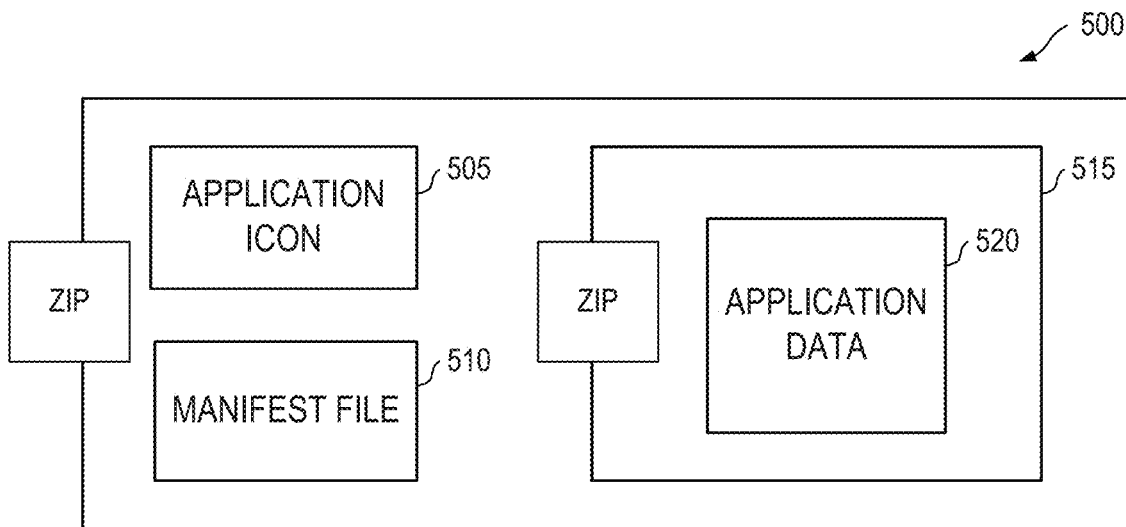 500
APPLICATION
ICON
505
515
ZIP
ZIP
APPLICATION
DATA
520
MANIFEST FILE
510